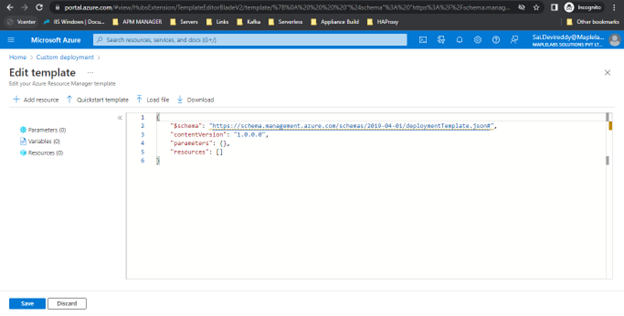 portal.azure.com/#view/HubsExtension/TemplateEditorBladeV2/template/%7B%0A%20%20%20%20"%24schema"%3A%20"https%3A%2F%2Fschema.manag...
Incognito
Vcenter
IIS Windows | Docu...
APM MANAGER
Servers
Links
Kafka
Serverless
Appliance Build
HAProxy
Other bookmarks
Microsoft Azure
Search resources, services, and docs (G+/)
Sai.Devireddy@Maplela...
MAPLELABS SOLUTIONS PVT LT...
Home > Custom deployment >
Edit template ...
Edit your Azure Resource Manager template
+ Add resource
Quickstart template
Load file
Download
Parameters (0)
Variables (0)
Resources (0)
1 {
2 "$schema": "https://schema.management.azure.com/schemas/2019-04-01/deploymentTemplate.json#",
3 "contentVersion": "1.0.0.0",
4 "parameters": {},
5 "resources": []
6 }
Save
Discard